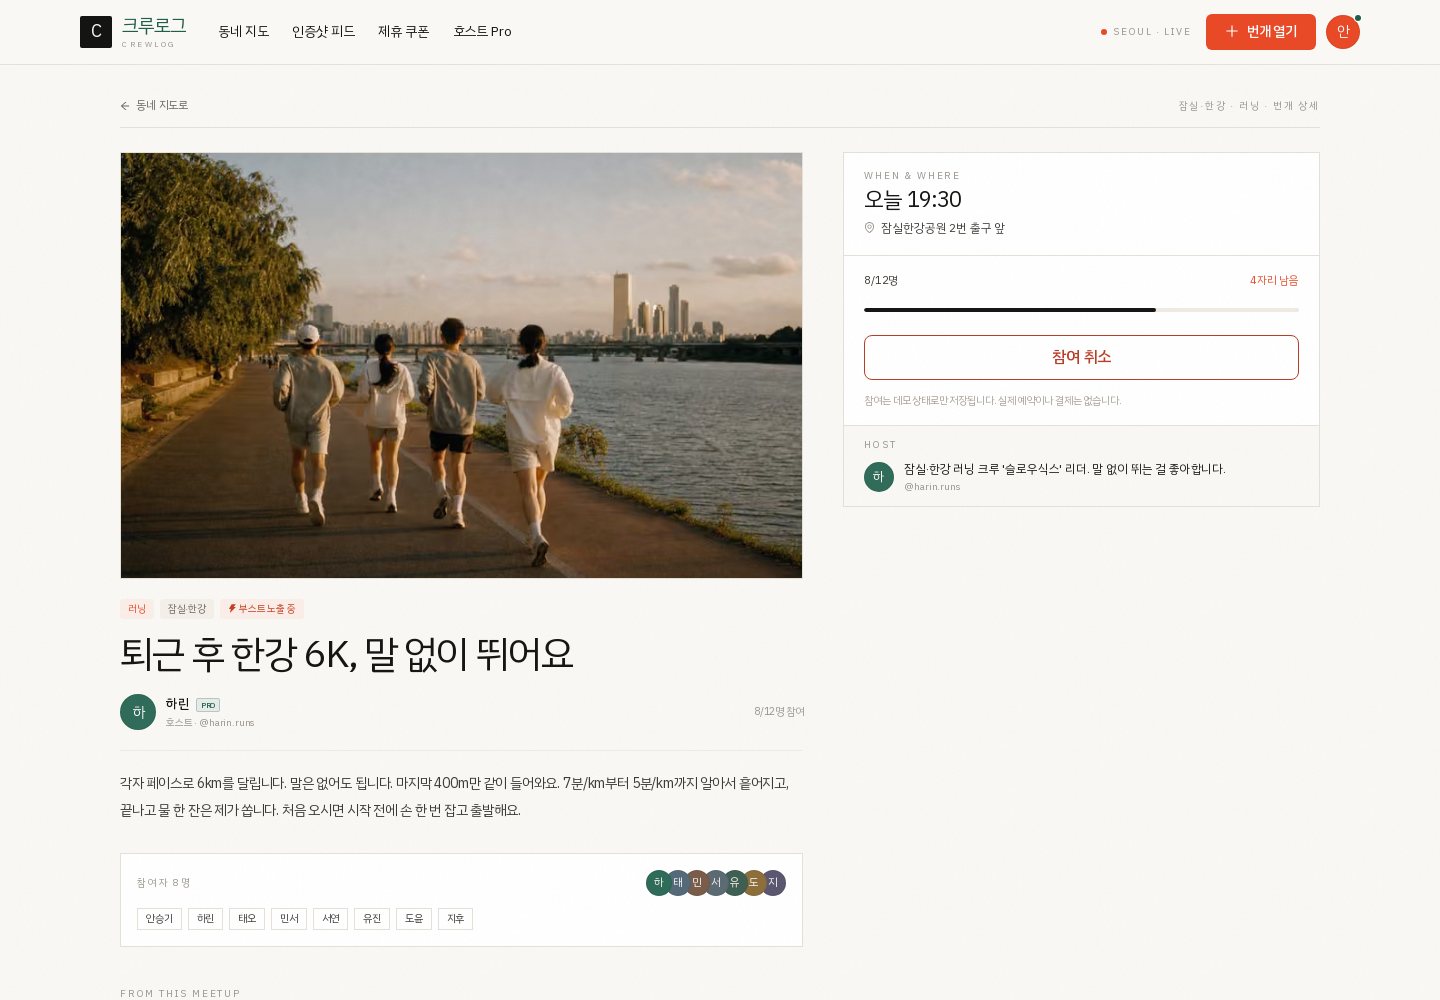 C
크루로그
CREWLOG
동네 지도
인증샷 피드
제휴 쿠폰
호스트 Pro
SEOUL · LIVE
+ 번개 열기
안
← 동네 지도로
잠실·한강 · 러닝 · 번개 상세
WHEN & WHERE
오늘 19:30
잠실한강공원 2번 출구 앞
8/12명
4자리 남음
참여 취소
참여는 데모 상태로만 저장됩니다. 실제 예약이나 결제는 없습니다.
HOST
하
잠실·한강 러닝 크루 '슬로우식스' 리더. 말 없이 뛰는 걸 좋아합니다.
@harin.runs
러닝
잠실·한강
부스트 노출 중
퇴근 후 한강 6K, 말 없이 뛰어요
하
하린 PRO
호스트 · @harin.runs
8/12명 참여
각자 페이스로 6km를 달립니다. 말은 없어도 됩니다. 마지막 400m만 같이 들어와요. 7분/km부터 5분/km까지 알아서 흩어지고,
끝나고 물 한 잔은 제가 쏩니다. 처음 오시면 시작 전에 손 한 번 잡고 출발해요.
참여자 8명
하 태 민 서 유 도 지
안승기 하린 태오 민서 서연 유진 도윤 지후
FROM THIS MEETUP